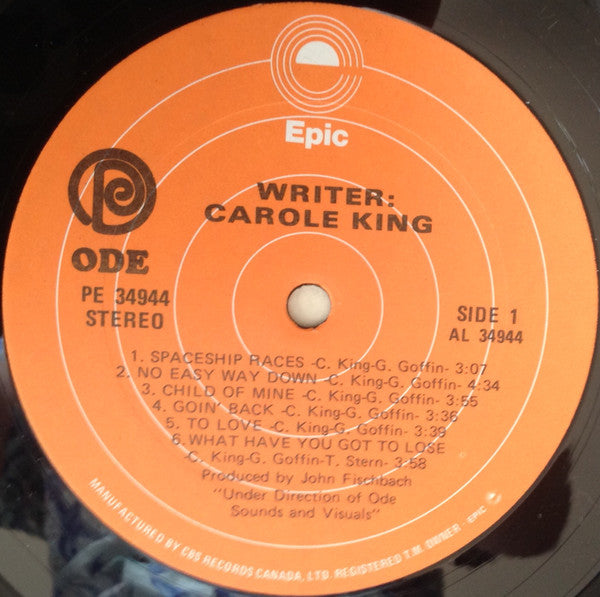 Epic
WRITER:
CAROLE KING
ODE
PE 34944
STEREO
SIDE 1
AL 34944
1. SPACESHIP RACES -C. King-G. Goffin- 3:07
2. NO EASY WAY DOWN -C. King-G. Goffin- 4:34
3. CHILD OF MINE -C. King-G. Goffin- 3:55
4. GOIN' BACK -C. King-G. Goffin- 3:36
5. TO LOVE -C. King-G. Goffin- 3:39
6. WHAT HAVE YOU GOT TO LOSE
-C. King-G. Goffin-T. Stern- 3:58
Produced by John Fischbach
"Under Direction of Ode
Sounds and Visuals"
MANUFACTURED BY CBS RECORDS CANADA, LTD. REGISTERED T.M. OWNER EPIC